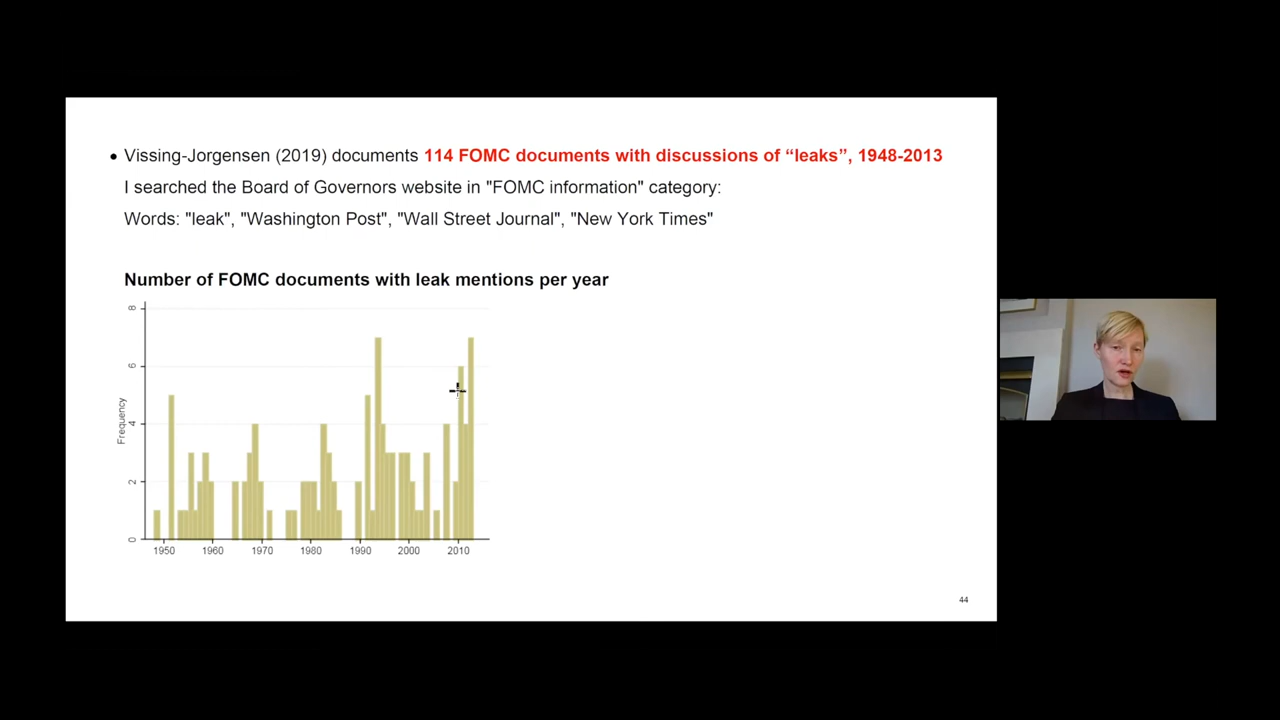 • Vissing-Jorgensen (2019) documents 114 FOMC documents with discussions of “leaks”, 1948-2013
I searched the Board of Governors website in "FOMC information" category:
Words: "leak", "Washington Post", "Wall Street Journal", "New York Times"
Number of FOMC documents with leak mentions per year
8
6
4
2
0
Frequency
1950 1960 1970 1980 1990 2000 2010
44